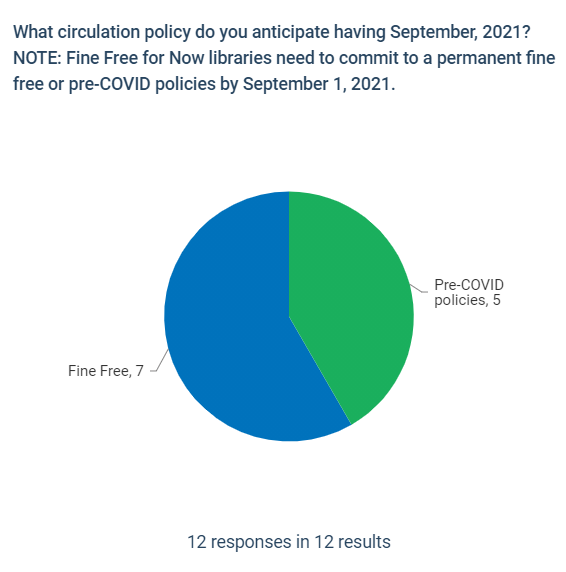 What circulation policy do you anticipate having September, 2021?
NOTE: Fine Free for Now libraries need to commit to a permanent fine
free or pre-COVID policies by September 1, 2021.
Pre-COVID
policies, 5
Fine Free, 7
12 responses in 12 results